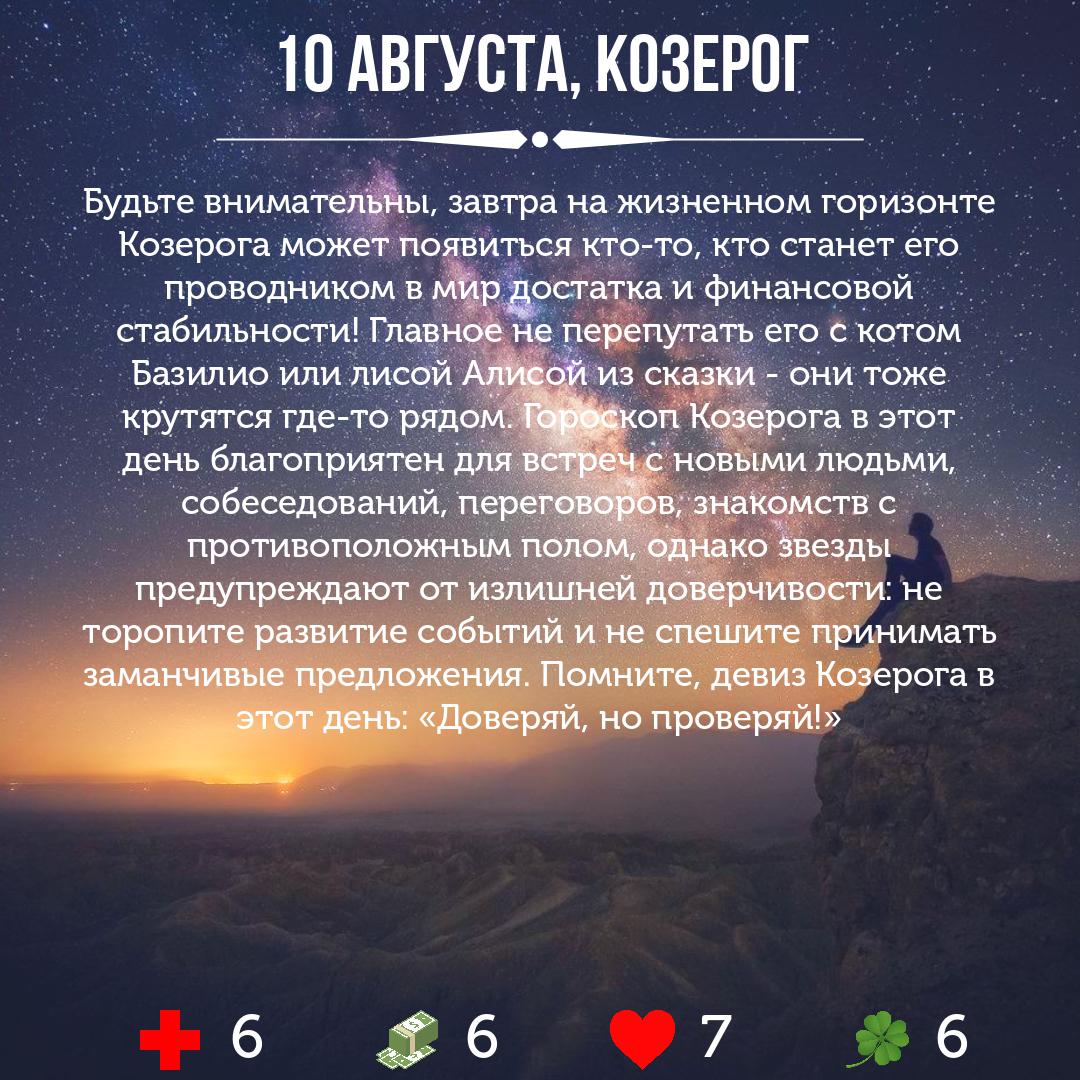 10 АВГУСТА, КОЗЕРОГ
Будьте внимательны, завтра на жизненном горизонте
Козерога может появиться кто-то, кто станет его
проводником в мир достатка и финансовой
стабильности! Главное не перепутать его с котом
Базилио или лисой Алисой из сказки - они тоже
крутятся где-то рядом. Гороскоп Козерога в этот
день благоприятен для встреч с новыми людьми,
собеседований, переговоров, знакомств с
противоположным полом, однако звезды
предупреждают от излишней доверчивости: не
торопите развитие событий и не спешите принимать
заманчивые предложения. Помните, девиз Козерога в
этот день: «Доверяй, но проверяй!»
6 6 7 6